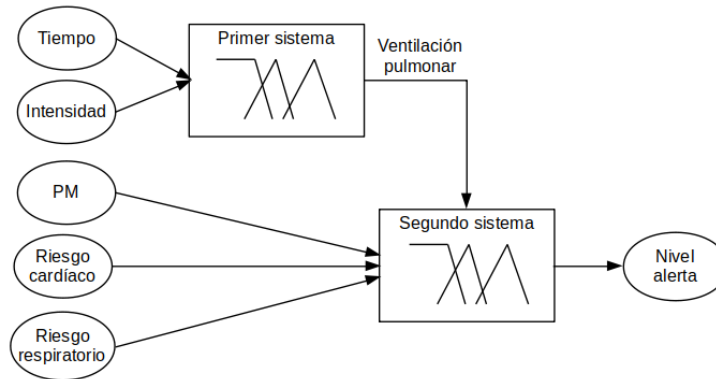 Tiempo
Intensidad
Primer sistema
Ventilación
pulmonar
PM
Riesgo
cardíaco
Riesgo
respiratorio
Segundo sistema
Nivel
alerta